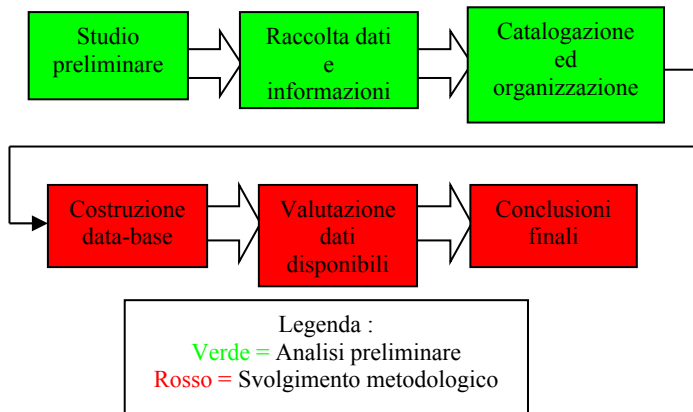 Studio
preliminare
Raccolta dati
e
informazioni
Catalogazione
ed
organizzazione
Costruzione
data-base
Valutazione
dati
disponibili
Conclusioni
finali
Legenda :
Verde = Analisi preliminare
Rosso = Svolgimento metodologico